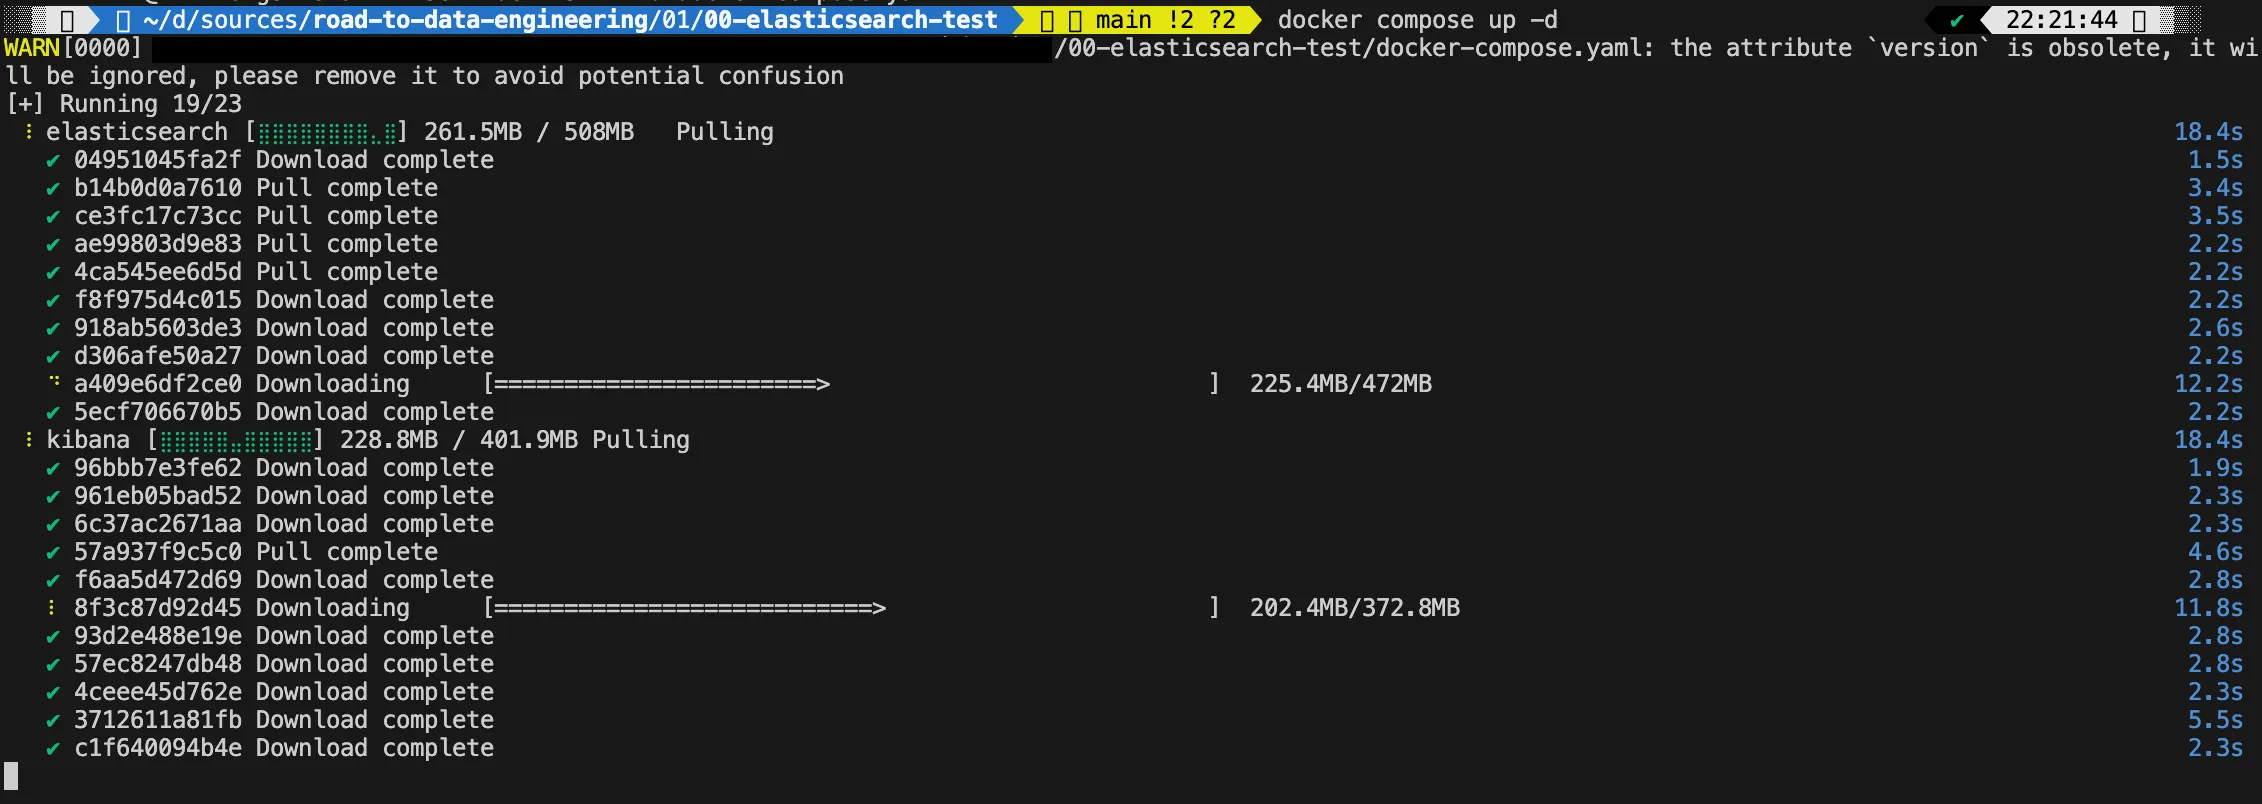 ~/d/sources/road-to-data-engineering/01/00-elasticsearch-test main !2 ?2 docker compose up -d ✔ 22:21:44
WARN[0000] /00-elasticsearch-test/docker-compose.yaml: the attribute `version` is obsolete, it wi
ll be ignored, please remove it to avoid potential confusion
[+] Running 19/23
elasticsearch [⣿⣿⣿⣿⣿⣿⣿⣿⣀⣿] 261.5MB / 508MB Pulling 18.4s
✔ 04951045fa2f Download complete 1.5s
✔ b14b0d0a7610 Pull complete 3.4s
✔ ce3fc17c73cc Pull complete 3.5s
✔ ae99803d9e83 Pull complete 2.2s
✔ 4ca545ee6d5d Pull complete 2.2s
✔ f8f975d4c015 Download complete 2.2s
✔ 918ab5603de3 Download complete 2.6s
✔ d306afe50a27 Download complete 2.2s
a409e6df2ce0 Downloading [=======================> ] 225.4MB/472MB 12.2s
✔ 5ecf706670b5 Download complete 2.2s
kibana [⣿⣿⣿⣿⣿⣀⣿⣿⣿⣿⣿] 228.8MB / 401.9MB Pulling 18.4s
✔ 96bbb7e3fe62 Download complete 1.9s
✔ 961eb05bad52 Download complete 2.3s
✔ 6c37ac2671aa Download complete 2.3s
✔ 57a937f9c5c0 Pull complete 4.6s
✔ f6aa5d472d69 Download complete 2.8s
8f3c87d92d45 Downloading [===========================> ] 202.4MB/372.8MB 11.8s
✔ 93d2e488e19e Download complete 2.8s
✔ 57ec8247db48 Download complete 2.8s
✔ 4ceee45d762e Download complete 2.3s
✔ 3712611a81fb Download complete 5.5s
✔ c1f640094b4e Download complete 2.3s